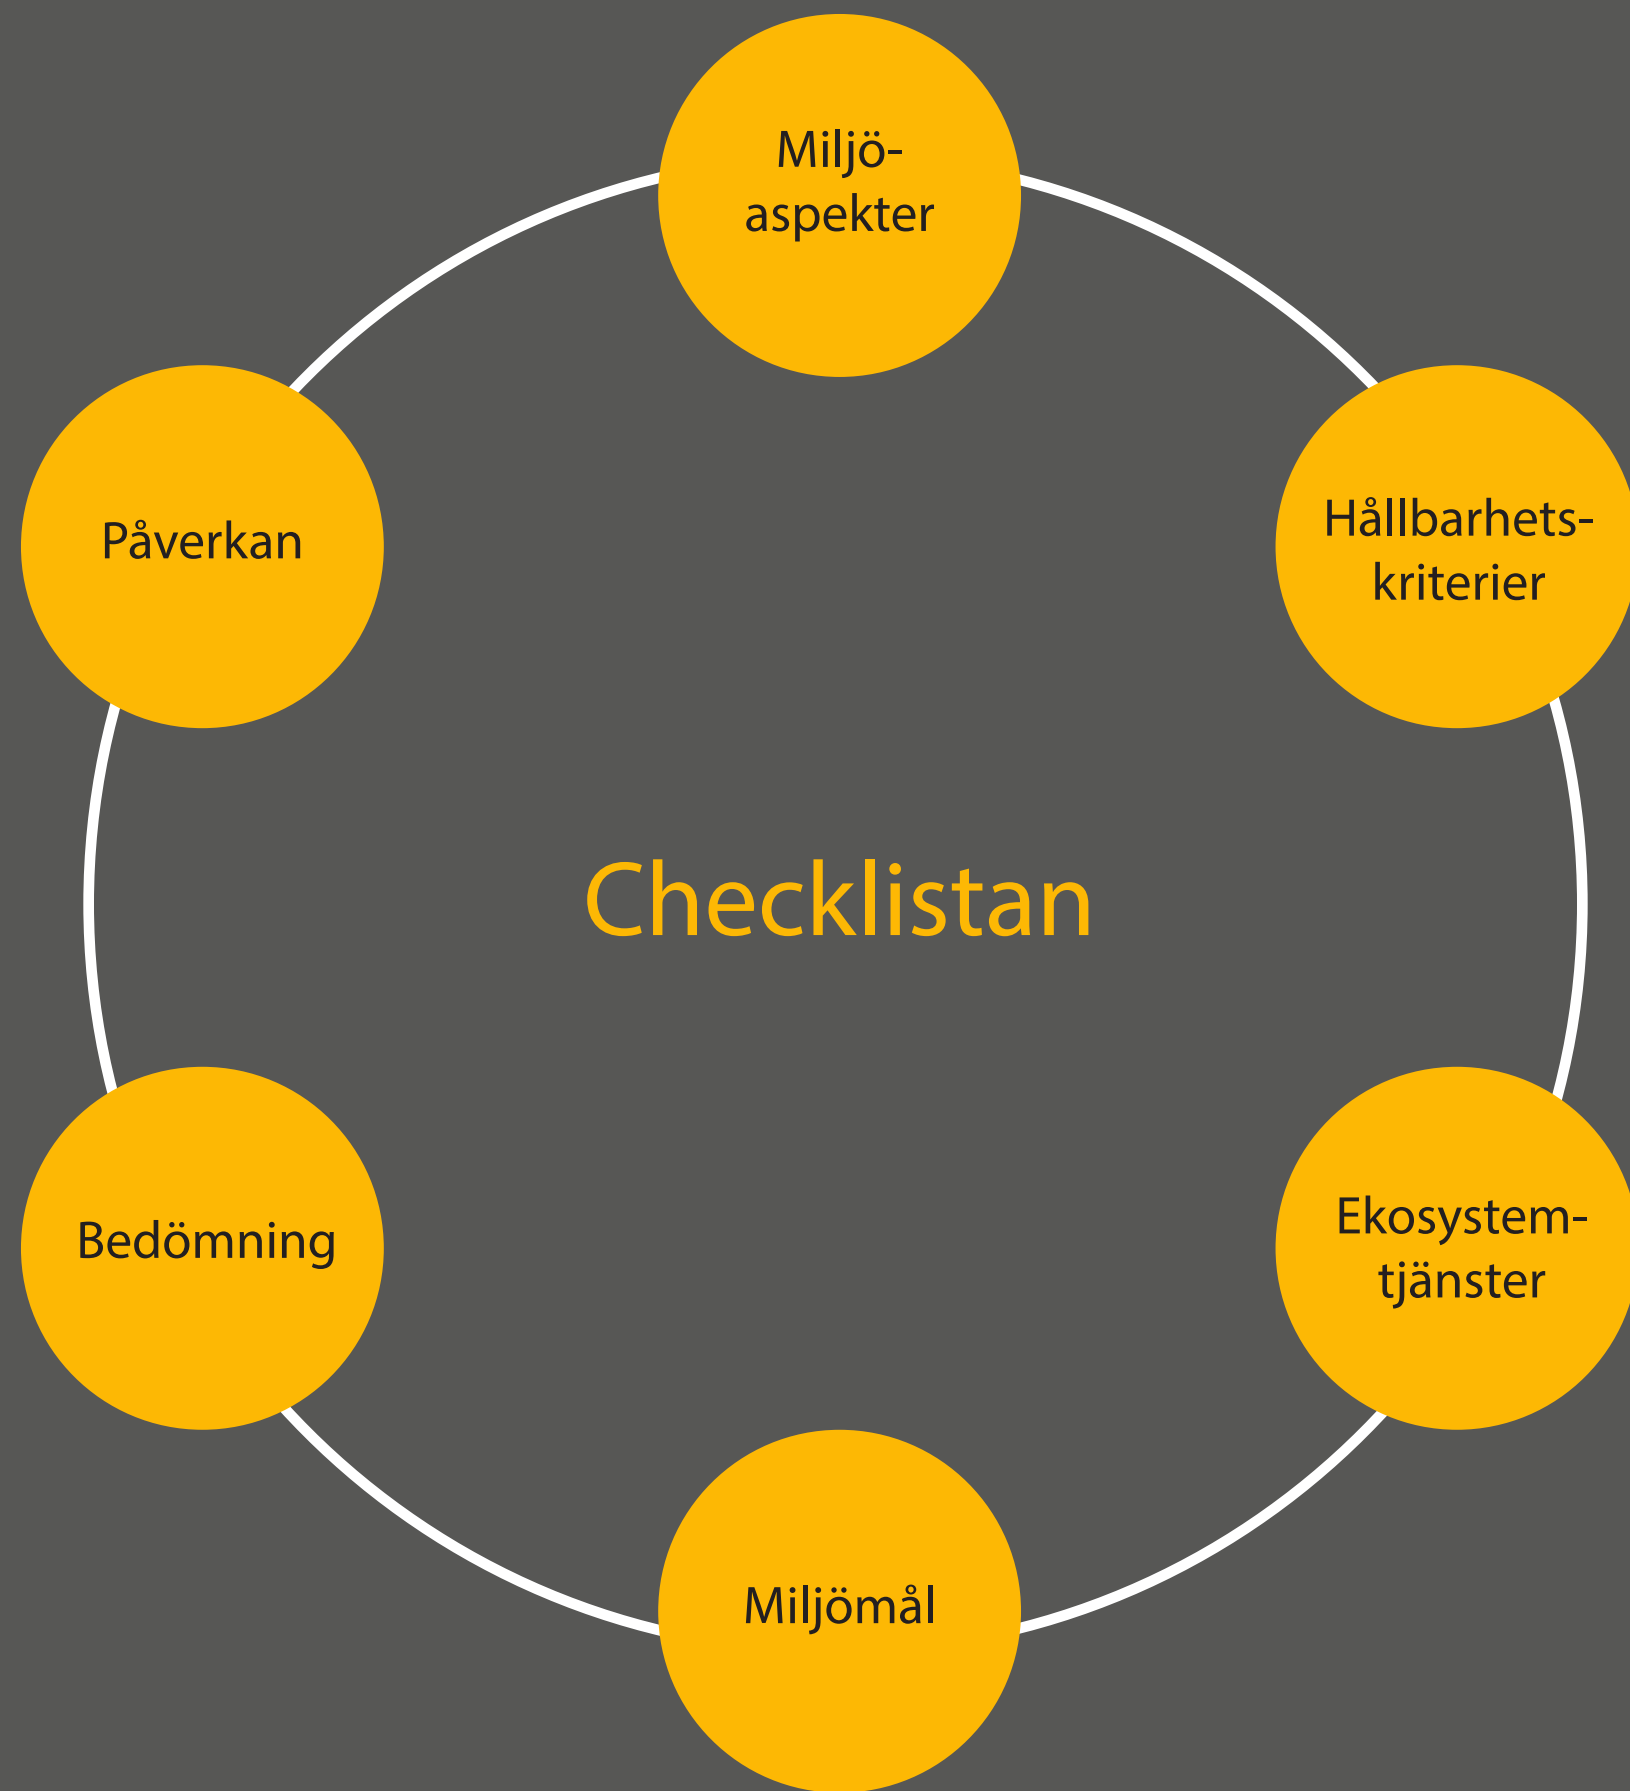 Miljö-
aspekter
Hållbarhets-
kriterier
Påverkan
Checklistan
Ekosystem-
tjänster
Bedömning
Miljömål